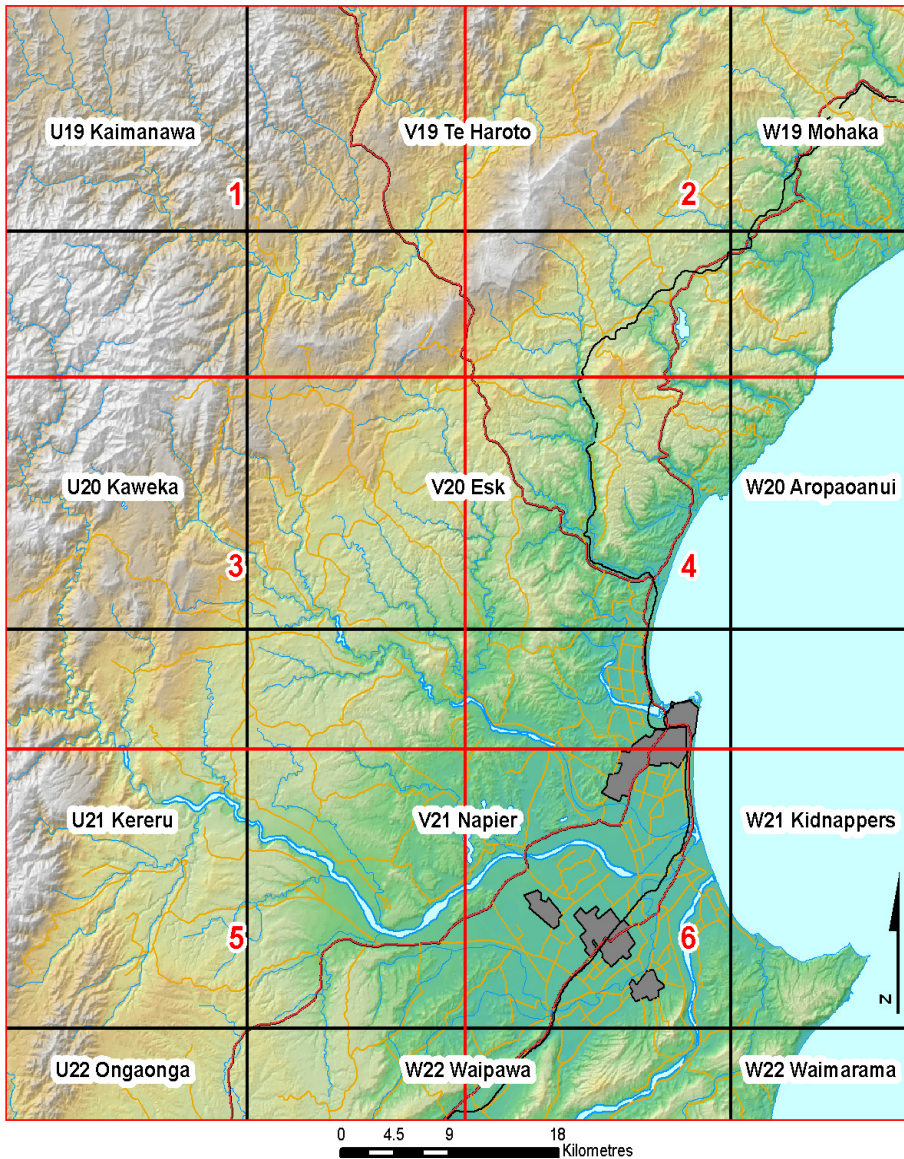 U19 Kaimanawa
V19 Te Haroto
W19 Mohaka
1
2
U20 Kaweka
V20 Esk
W20 Aropaoanui
3
4
U21 Kereru
V21 Napier
W21 Kidnappers
5
6
N
U22 Ongaonga
W22 Waipawa
W22 Waimarama
0 4.5 9 18
Kilometres